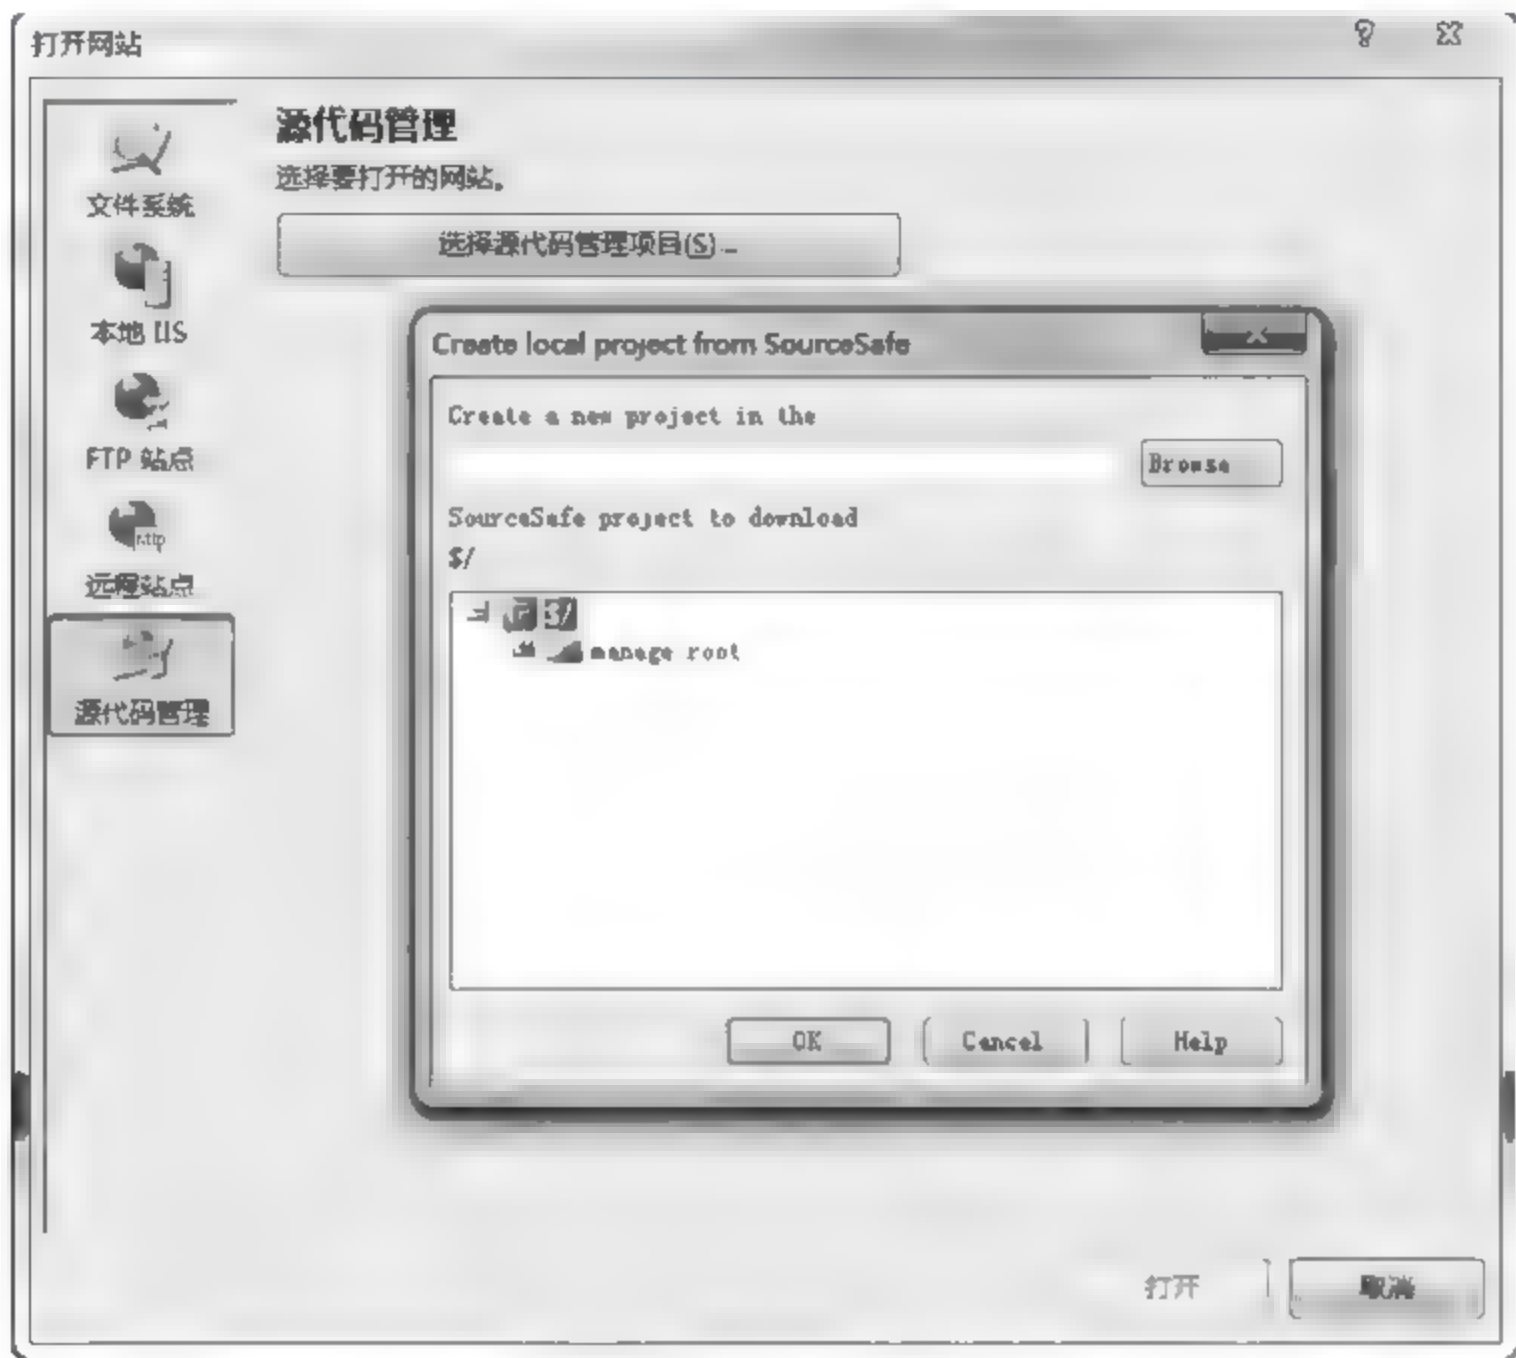 打开网站
源代码管理
选择要打开的网站。
选择源代码管理项目(S)...
文件系统
本地 IIS
FTP 站点
http
远程站点
源代码管理
Create local project from SourceSafe
Create a new project in the
Browse
SourceSafe project to download
$/
$/
manage root
OK
Cancel
Help
打开
取消